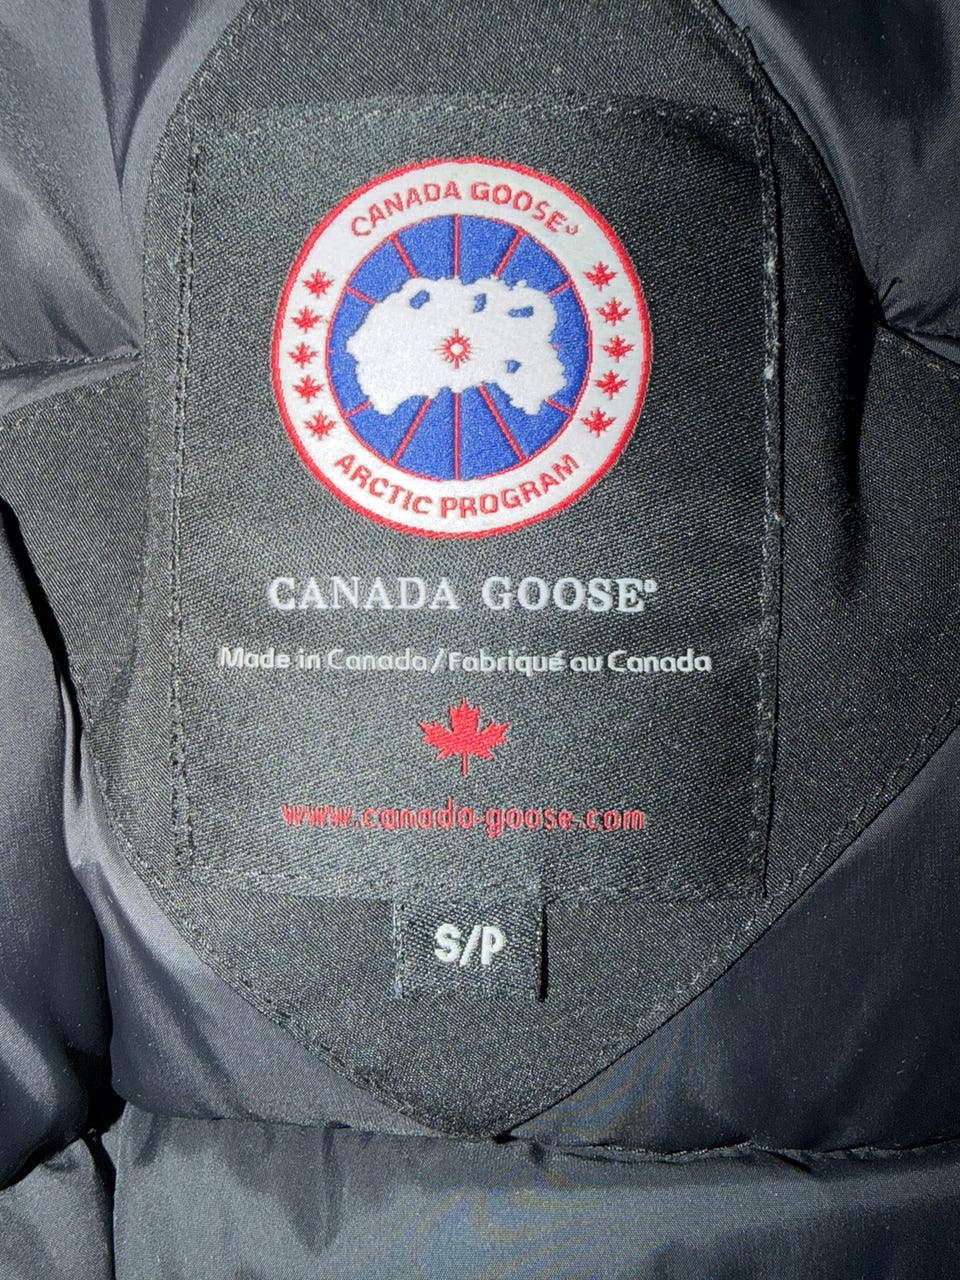 CANADA GOOSE®
ARCTIC PROGRAM
CANADA GOOSE®
Made in Canada/Fabriqué au Canada
www.canada-goose.com
S/P